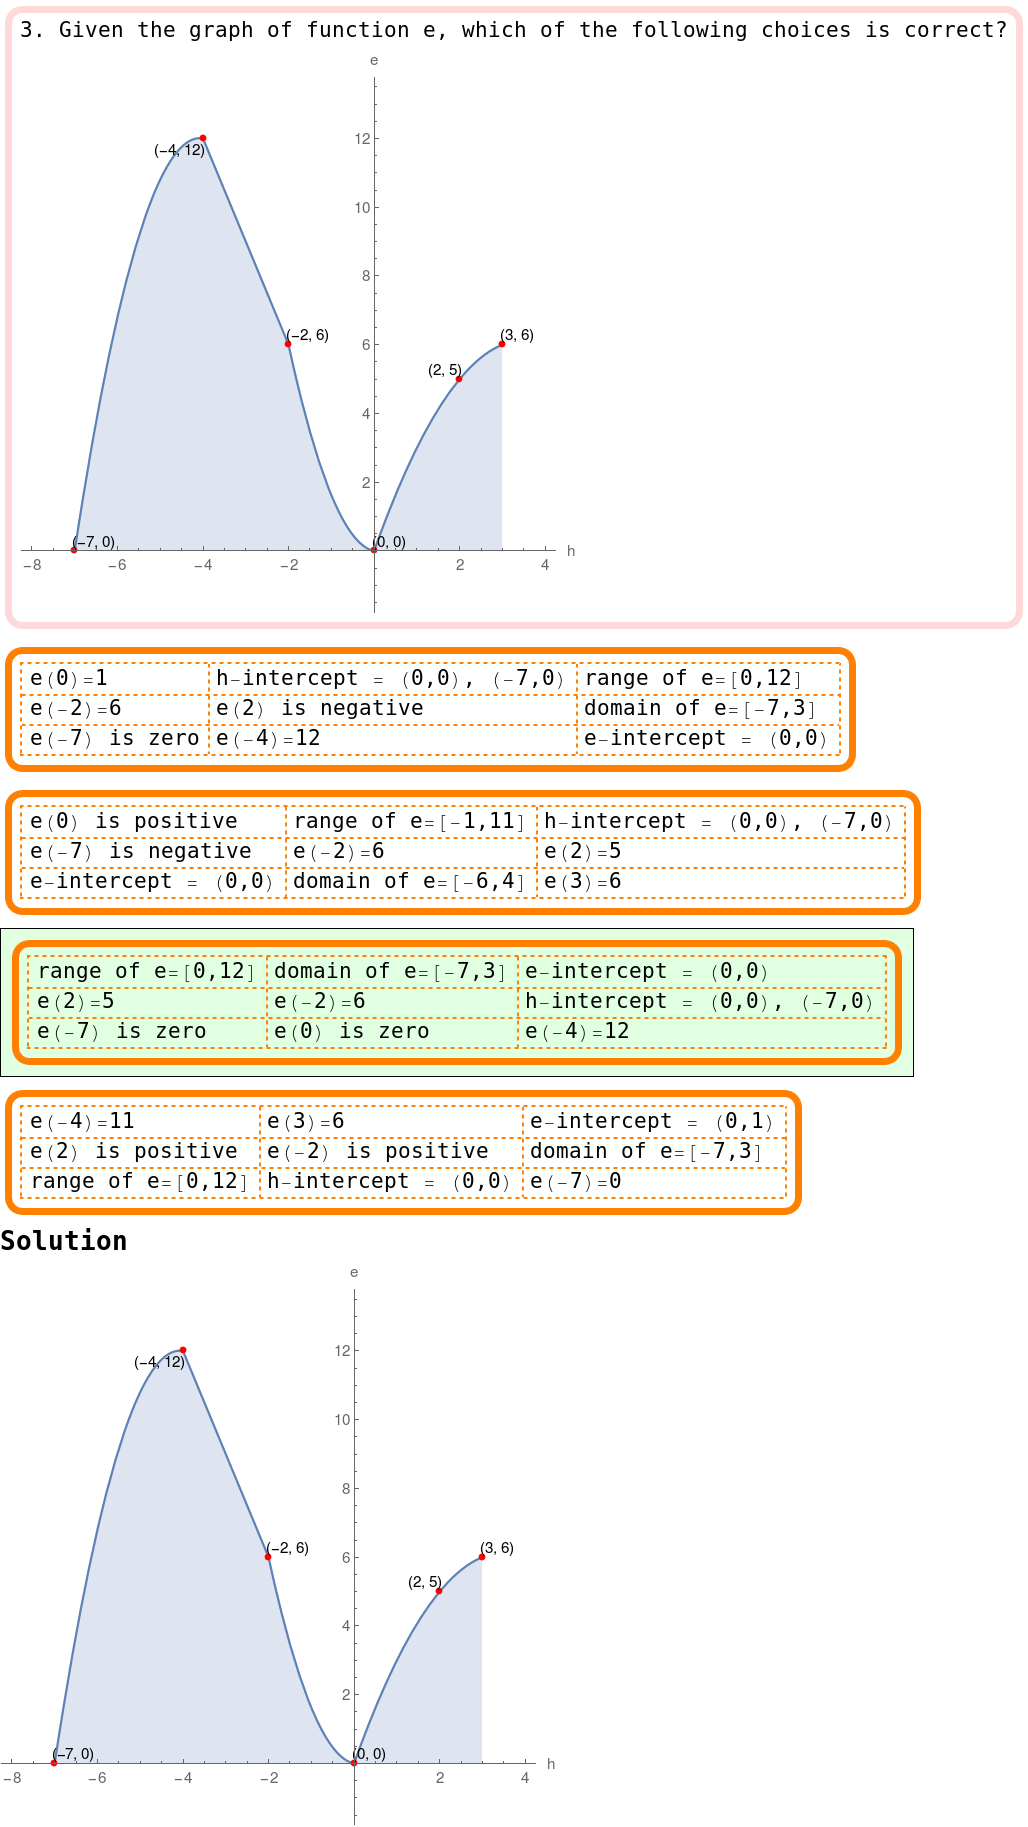 3. Given the graph of function e, which of the following choices is correct?
e
12
(−4, 12)
10
8
(−2, 6)
(3, 6)
6
(2, 5)
4
2
(−7, 0)
(0, 0)
h
−8 −6 −4 −2 2 4
e(0)=1 h-intercept = (0,0), (-7,0) range of e=[0,12]
e(-2)=6 e(2) is negative domain of e=[-7,3]
e(-7) is zero e(-4)=12 e-intercept = (0,0)
e(0) is positive range of e=[-1,11] h-intercept = (0,0), (-7,0)
e(-7) is negative e(-2)=6 e(2)=5
e-intercept = (0,0) domain of e=[-6,4] e(3)=6
range of e=[0,12] domain of e=[-7,3] e-intercept = (0,0)
e(2)=5 e(-2)=6 h-intercept = (0,0), (-7,0)
e(-7) is zero e(0) is zero e(-4)=12
e(-4)=11 e(3)=6 e-intercept = (0,1)
e(2) is positive e(-2) is positive domain of e=[-7,3]
range of e=[0,12] h-intercept = (0,0) e(-7)=0
Solution
e
12
(−4, 12)
10
8
(−2, 6)
(3, 6)
6
(2, 5)
4
2
(−7, 0)
(0, 0)
h
−8 −6 −4 −2 2 4